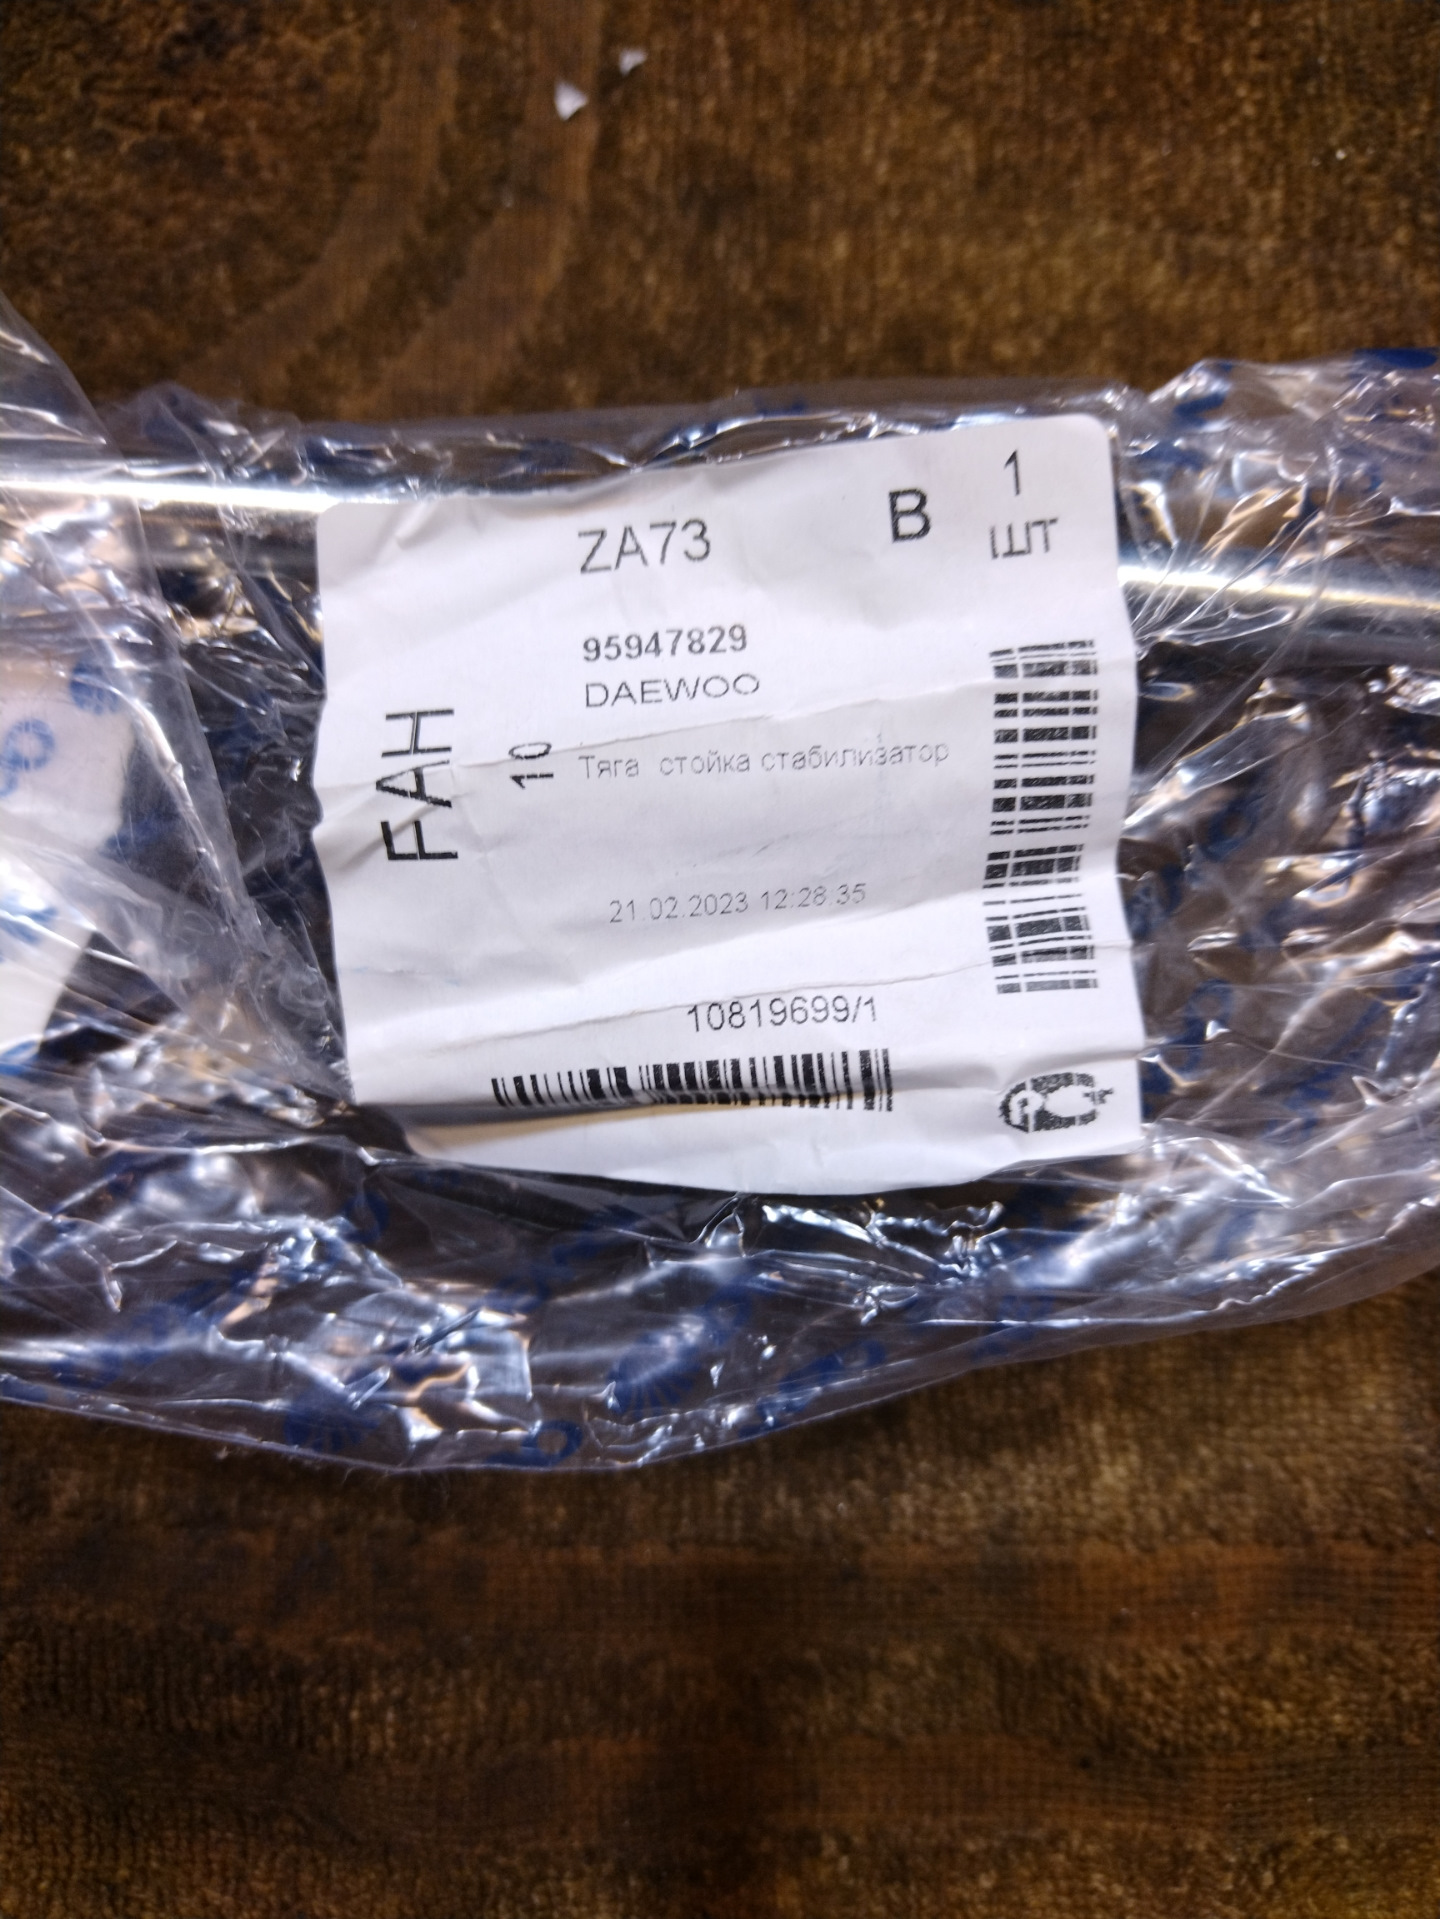 ZA73
B
1
шт
95947829
DAEWOO
FAH
10
Тяга стойка стабилизатор
21.02.2023 12:28:35
10819699/1